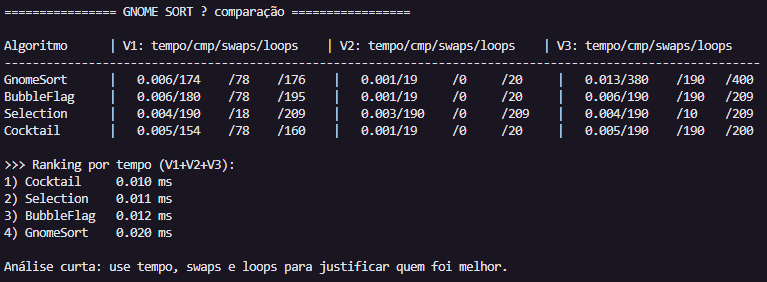 ================ GNOME SORT ? comparação =================
Algoritmo | V1: tempo/cmp/swaps/loops | V2: tempo/cmp/swaps/loops | V3: tempo/cmp/swaps/loops
------------------------------------------------------------------------------------------------------------
GnomeSort | 0.006/174 /78 /176 | 0.001/19 /0 /20 | 0.013/380 /190 /400
BubbleFlag | 0.006/180 /78 /195 | 0.001/19 /0 /20 | 0.006/190 /190 /209
Selection | 0.004/190 /18 /209 | 0.003/190 /0 /209 | 0.004/190 /10 /209
Cocktail | 0.005/154 /78 /160 | 0.001/19 /0 /20 | 0.005/190 /190 /200
>>> Ranking por tempo (V1+V2+V3):
1) Cocktail 0.010 ms
2) Selection 0.011 ms
3) BubbleFlag 0.012 ms
4) GnomeSort 0.020 ms
Análise curta: use tempo, swaps e loops para justificar quem foi melhor.